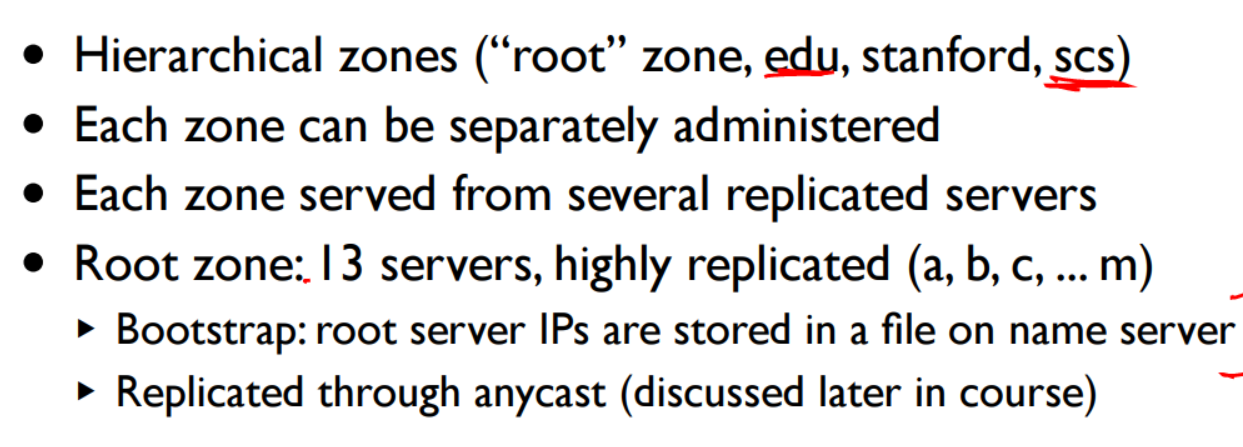 • Hierarchical zones (“root” zone, edu, stanford, scs)
• Each zone can be separately administered
• Each zone served from several replicated servers
• Root zone: 13 servers, highly replicated (a, b, c, ... m)
▸ Bootstrap: root server IPs are stored in a file on name server
▸ Replicated through anycast (discussed later in course)